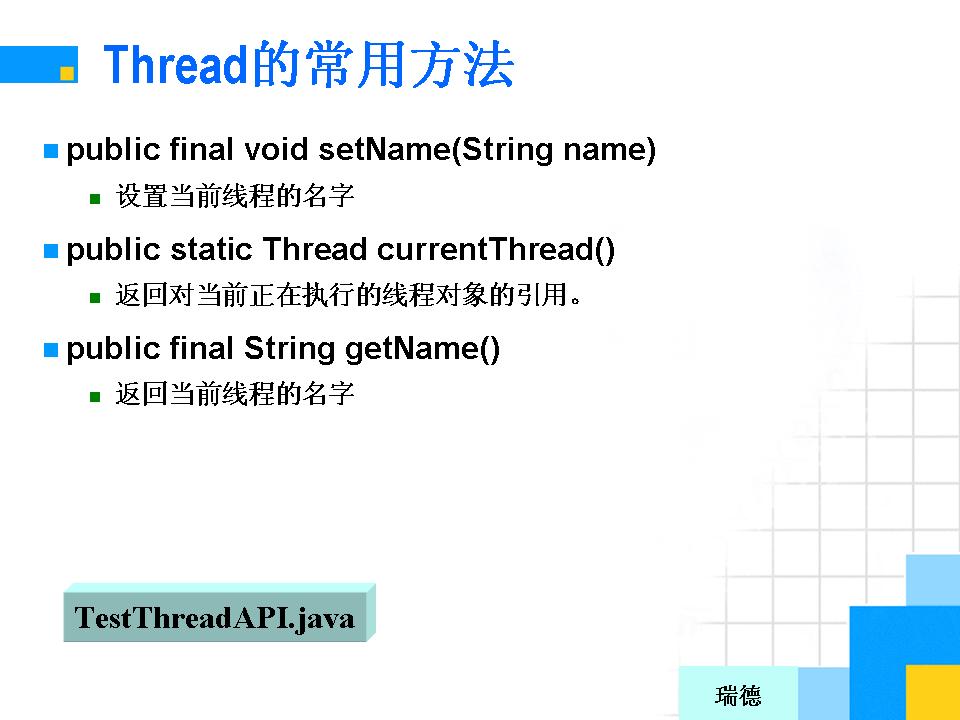 Thread的常用方法
public final void setName(String name)
设置当前线程的名字
public static Thread currentThread()
返回对当前正在执行的线程对象的引用。
public final String getName()
返回当前线程的名字
TestThreadAPI.java
瑞德